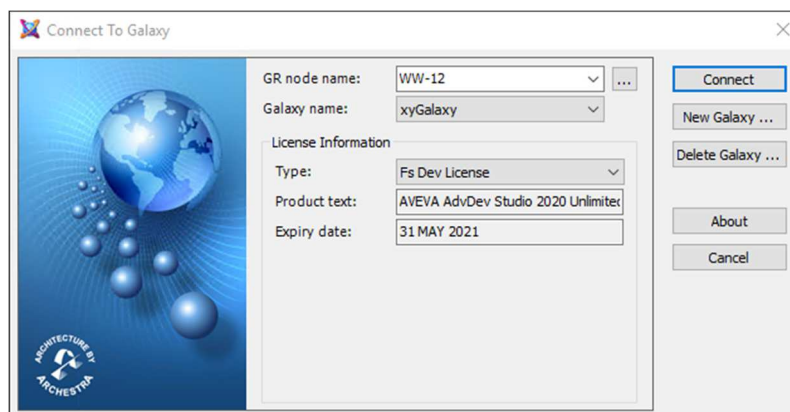 Connect To Galaxy
GR node name:
WW-12
...
Connect
Galaxy name:
xyGalaxy
New Galaxy ...
License Information
Delete Galaxy ...
Type:
Fs Dev License
Product text:
AVEVA AdvDev Studio 2020 Unlimited
About
Expiry date:
31 MAY 2021
Cancel
ARCHITECTURE BY
ARCHESTRA